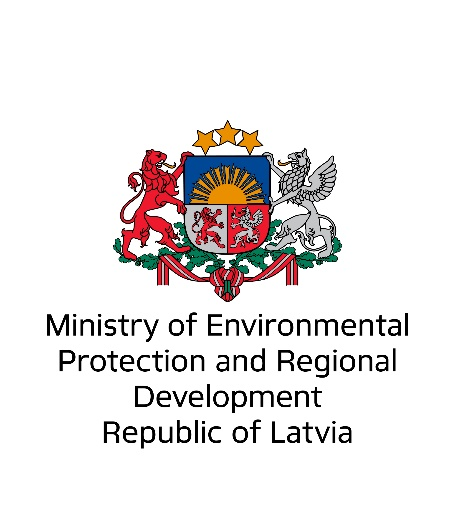 Ministry of Environmental
Protection and Regional
Development
Republic of Latvia